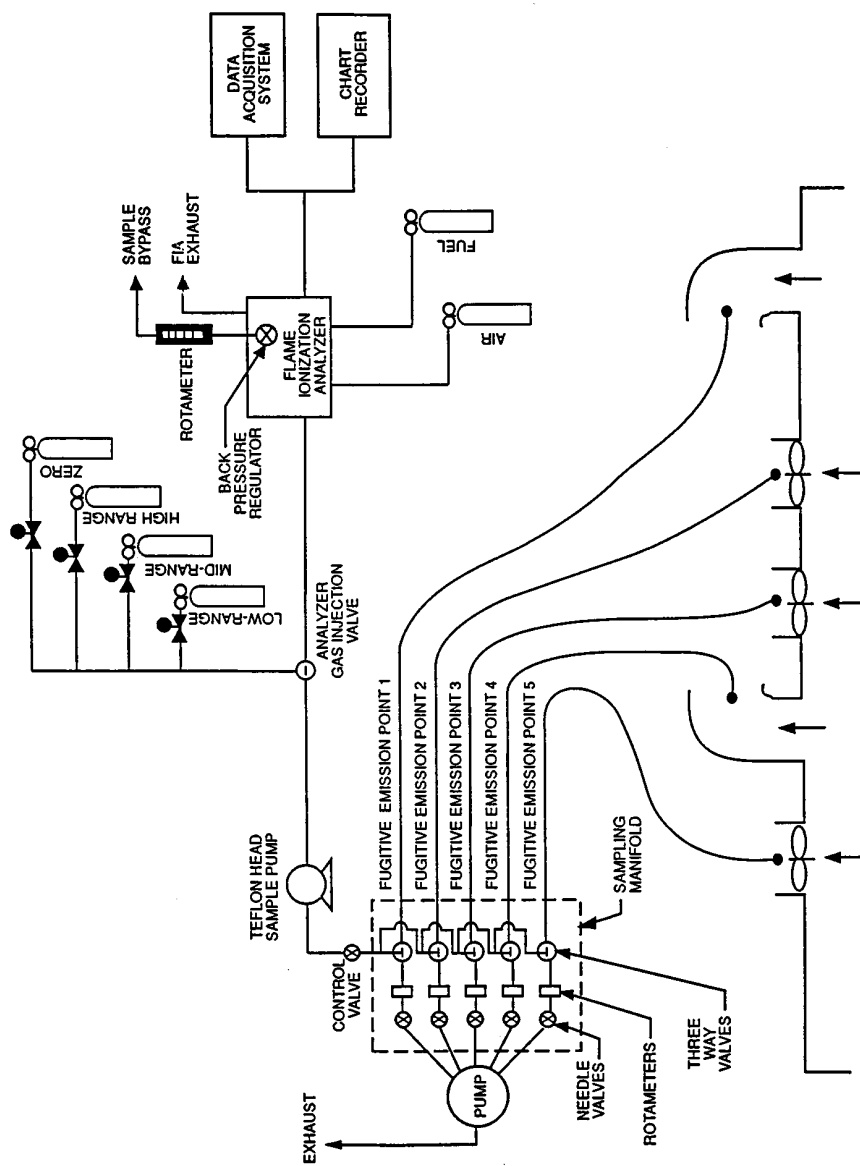 DATA
ACQUISITION
SYSTEM
CHART
RECORDER
SAMPLE
BYPASS
FIA
EXHAUST
ROTAMETER
FLAME
IONIZATION
ANALYZER
BACK
PRESSURE
REGULATOR
FUEL
AIR
ZERO
HIGH RANGE
MID-RANGE
LOW-RANGE
ANALYZER
GAS INJECTION
VALVE
TEFLON HEAD
SAMPLE PUMP
CONTROL
VALVE
FUGITIVE EMISSION POINT 1
FUGITIVE EMISSION POINT 2
FUGITIVE EMISSION POINT 3
FUGITIVE EMISSION POINT 4
FUGITIVE EMISSION POINT 5
SAMPLING
MANIFOLD
THREE
WAY
VALVES
ROTAMETERS
NEEDLE
VALVES
PUMP
EXHAUST